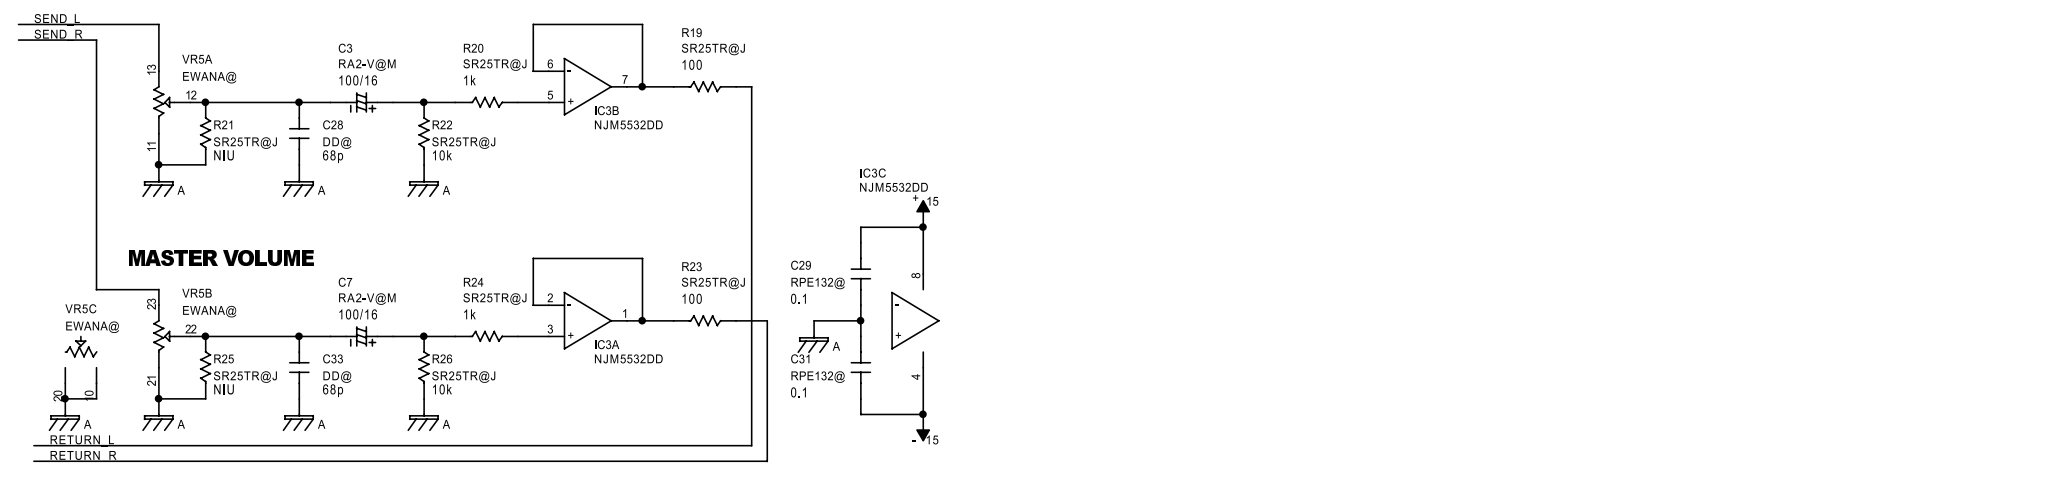 SEND_L
SEND_R
VR5A
EWANA@
13
12
11
R21
SR25TR@J
NIU
C28
DD@
68p
C3
RA2-V@M
100/16
R22
SR25TR@J
10k
R20
SR25TR@J
1k
6
5
7
IC3B
NJM5532DD
R19
SR25TR@J
100
A
A
A
MASTER VOLUME
VR5C
EWANA@
20
10
A
VR5B
EWANA@
23
22
21
R25
SR25TR@J
NIU
C33
DD@
68p
C7
RA2-V@M
100/16
R26
SR25TR@J
10k
R24
SR25TR@J
1k
2
3
1
IC3A
NJM5532DD
R23
SR25TR@J
100
A
A
A
RETURN_L
RETURN_R
IC3C
NJM5532DD
+15
C29
RPE132@
0.1
8
A
C31
RPE132@
0.1
4
-15